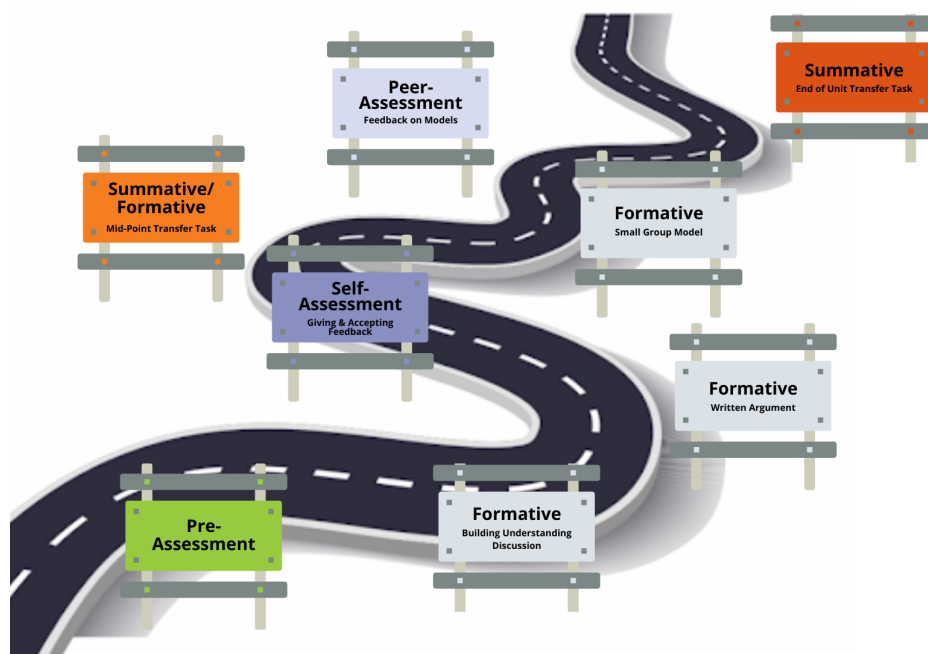 Peer-
Assessment
Feedback on Models
Summative
End of Unit Transfer Task
Summative/
Formative
Mid-Point Transfer Task
Formative
Small Group Model
Self-
Assessment
Giving & Accepting
Feedback
Formative
Written Argument
Pre-
Assessment
Formative
Building Understanding
Discussion